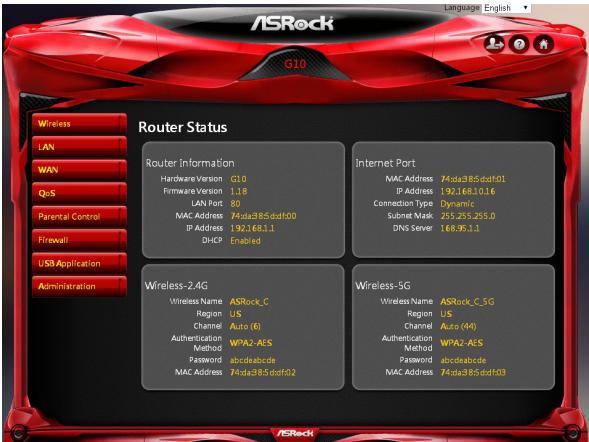 Language English
ASRock
G10
Wireless
LAN
WAN
QoS
Parental Control
Firewall
USB Application
Administration
Router Status
Router Information
Hardware Version G10
Firmware Version 1.18
LAN Port 80
MAC Address 74:da:38:5d:df:00
IP Address 192.168.1.1
DHCP Enabled
Internet Port
MAC Address 74:da:38:5d:df:01
IP Address 192.168.10.16
Connection Type Dynamic
Subnet Mask 255.255.255.0
DNS Server 168.95.1.1
Wireless-2.4G
Wireless Name ASRock_C
Region US
Channel Auto (6)
Authentication
Method WPA2-AES
Password abcdeabcde
MAC Address 74:da:38:5d:df:02
Wireless-5G
Wireless Name ASRock_C_5G
Region US
Channel Auto (44)
Authentication
Method WPA2-AES
Password abcdeabcde
MAC Address 74:da:38:5d:df:03
ASRock